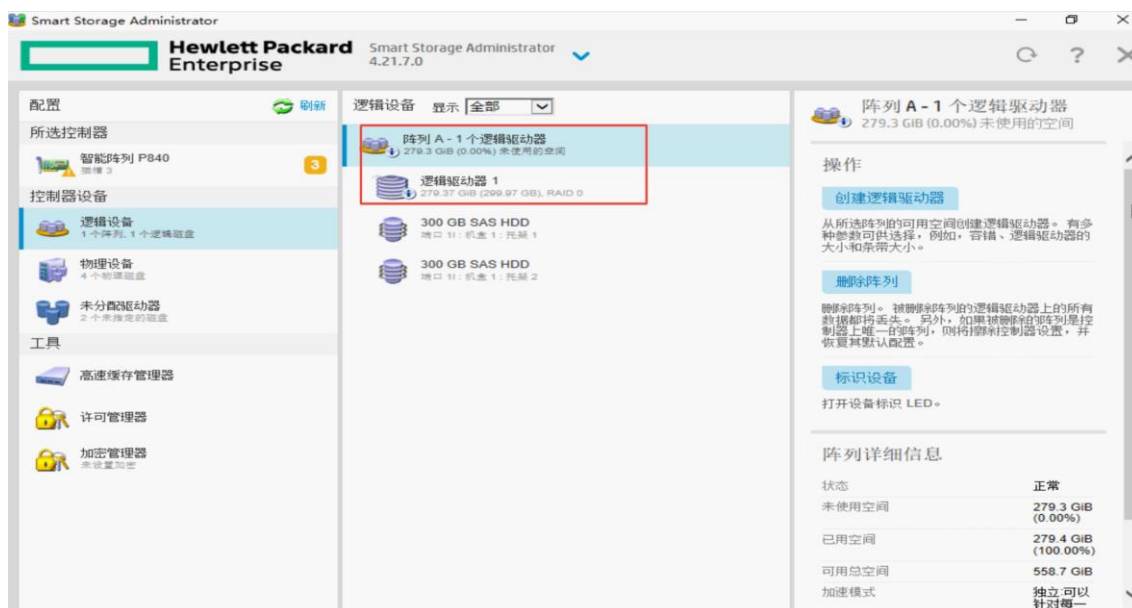 Smart Storage Administrator
Hewlett Packard
Enterprise
Smart Storage Administrator
4.21.7.0
配置
刷新
所选控制器
智能阵列 P840
插槽 3
3
控制器设备
逻辑设备
1 个阵列, 1 个逻辑磁盘
物理设备
4 个物理磁盘
未分配驱动器
2 个未指定的磁盘
工具
高速缓存管理器
许可管理器
加密管理器
未设置加密
逻辑设备 显示 全部
阵列 A - 1 个逻辑驱动器
279.3 GiB (0.00%) 未使用的空间
逻辑驱动器 1
279.37 GiB (299.97 GB), RAID 0
300 GB SAS HDD
端口 1I : 机盒 1 : 托架 1
300 GB SAS HDD
端口 1I : 机盒 1 : 托架 2
阵列 A - 1 个逻辑驱动器
279.3 GiB (0.00%) 未使用的空间
操作
创建逻辑驱动器
从所选阵列的可用空间创建逻辑驱动器。有多
种参数可供选择，例如，容错、逻辑驱动器的
大小和条带大小。
删除阵列
删除阵列。被删除阵列的逻辑驱动器上的所有
数据都将丢失。另外，如果被删除的阵列是控
制器上唯一的阵列，则将擦除控制器设置，并
恢复其默认配置。
标识设备
打开设备标识 LED。
阵列详细信息
状态 正常
未使用空间 279.3 GiB
(0.00%)
已用空间 279.4 GiB
(100.00%)
可用总空间 558.7 GiB
加速模式 独立:可以
针对每一